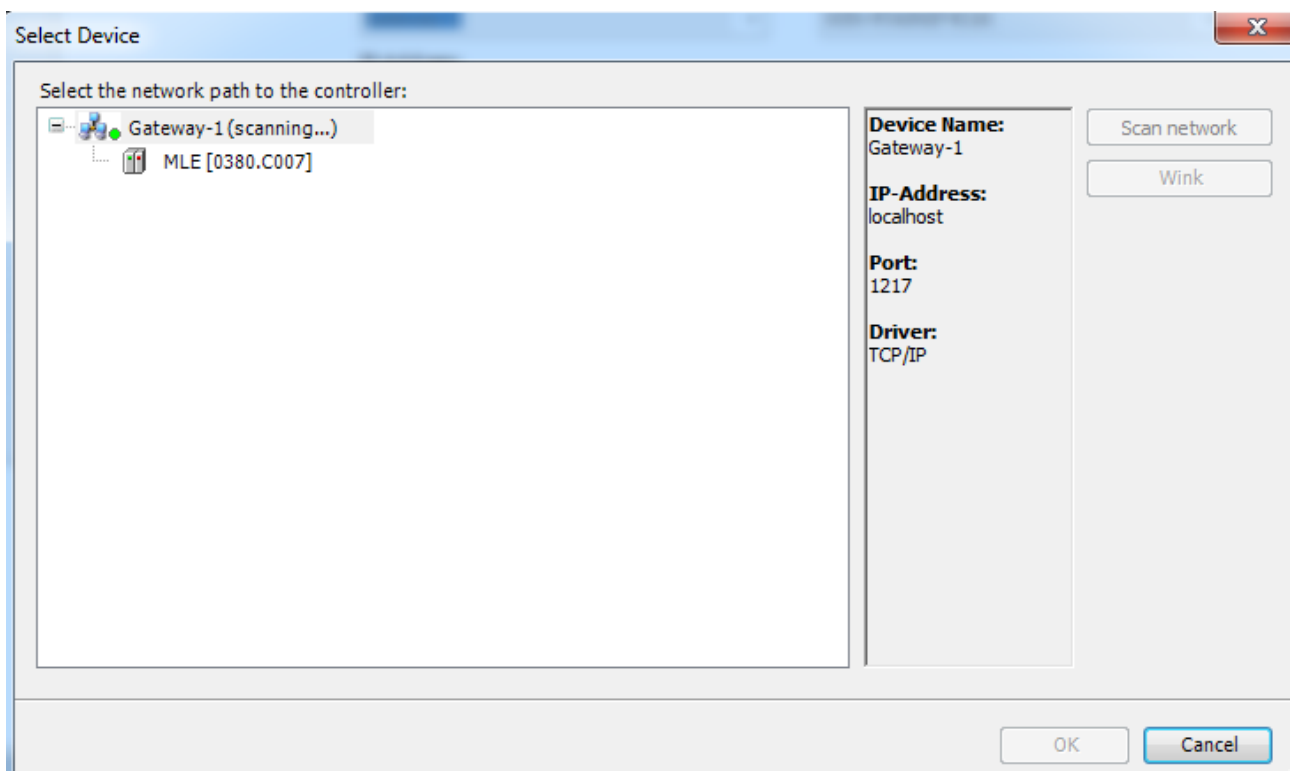 Select Device
Select the network path to the controller:
Gateway-1 (scanning...)
MLE [0380.C007]
Device Name:
Gateway-1
IP-Address:
localhost
Port:
1217
Driver:
TCP/IP
Scan network
Wink
OK
Cancel